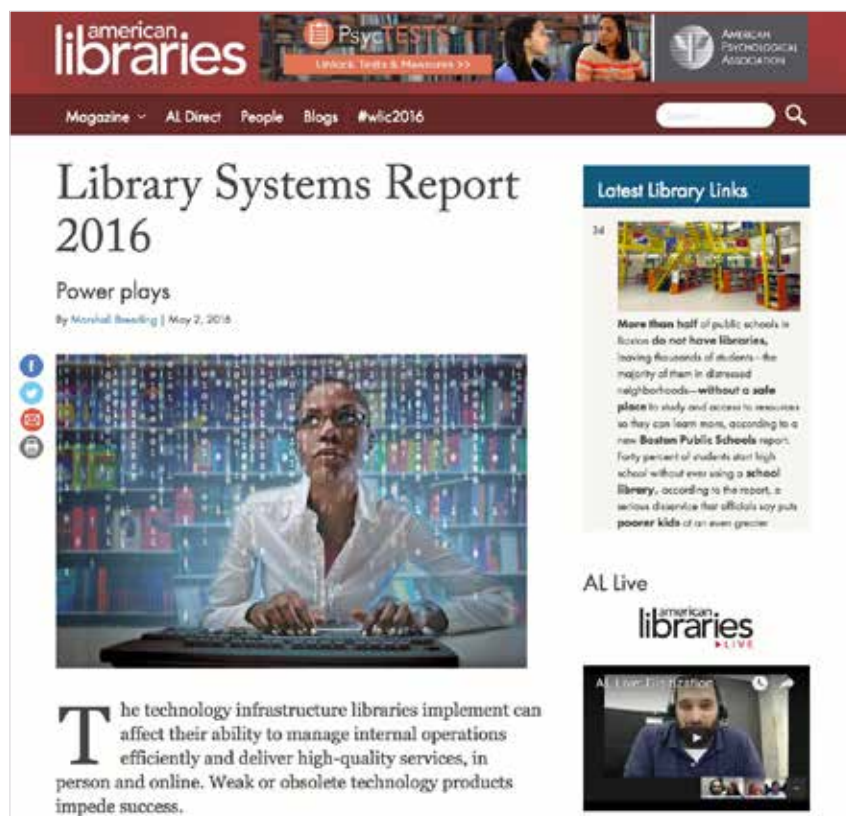 american
libraries
PsycTESTS
Unlock Tests & Measures >>
AMERICAN
PSYCHOLOGICAL
ASSOCIATION
Magazine
AL Direct
People
Blogs
#wlic2016
Library Systems Report
2016
Power plays
By Marshall Breeding | May 2, 2016
The technology infrastructure libraries implement can
affect their ability to manage internal operations
efficiently and deliver high-quality services, in
person and online. Weak or obsolete technology products
impede success.
Latest Library Links
3d
More than half of public schools in
Boston do not have libraries,
leaving thousands of students—the
majority of them in distressed
neighborhoods—without a safe
place to study and access to resources
so they can learn more, according to a
new Boston Public Schools report.
Forty percent of students start high
school without ever using a school
library, according to the report, a
serious disservice that officials say puts
poorer kids at an even greater
AL Live
american
libraries
LIVE
AL Live: Digitization